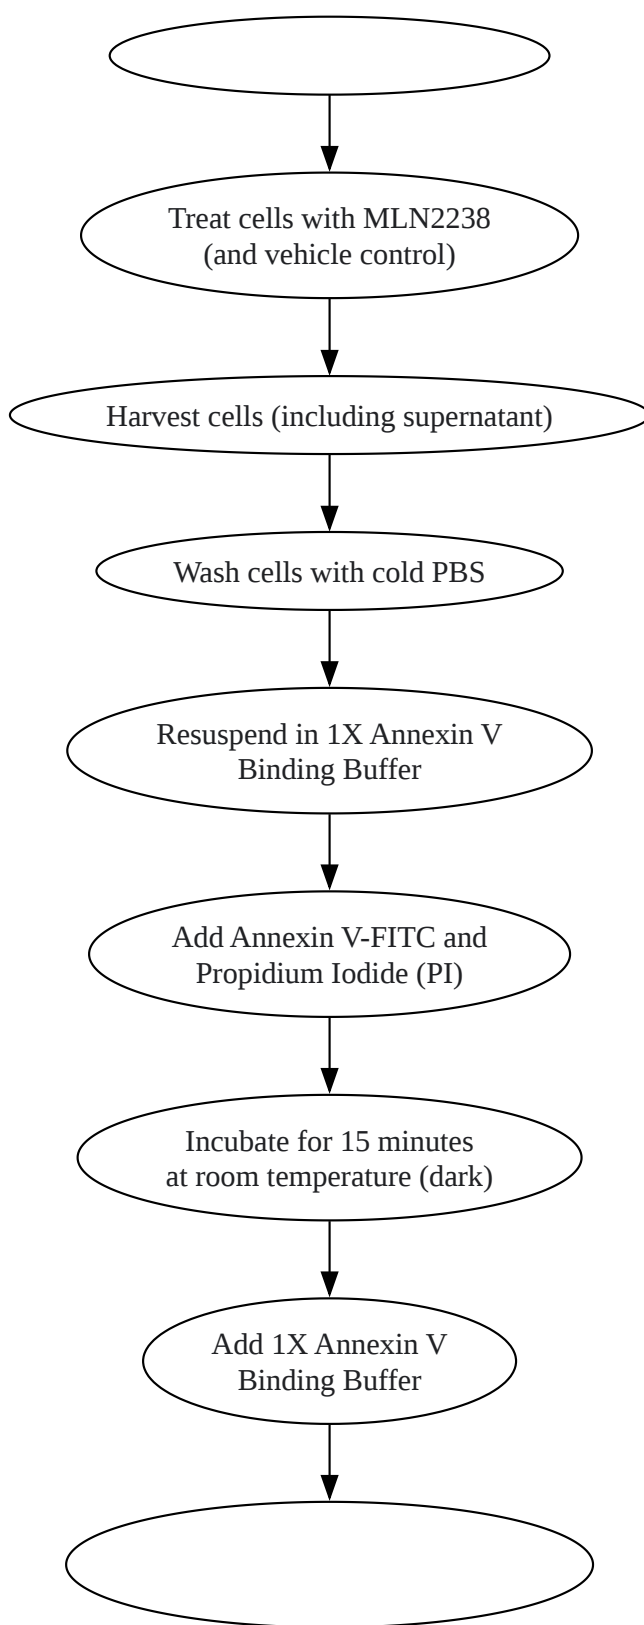 Treat cells with MLN2238
(and vehicle control)
Harvest cells (including supernatant)
Wash cells with cold PBS
Resuspend in 1X Annexin V
Binding Buffer
Add Annexin V-FITC and
Propidium Iodide (PI)
Incubate for 15 minutes
at room temperature (dark)
Add 1X Annexin V
Binding Buffer